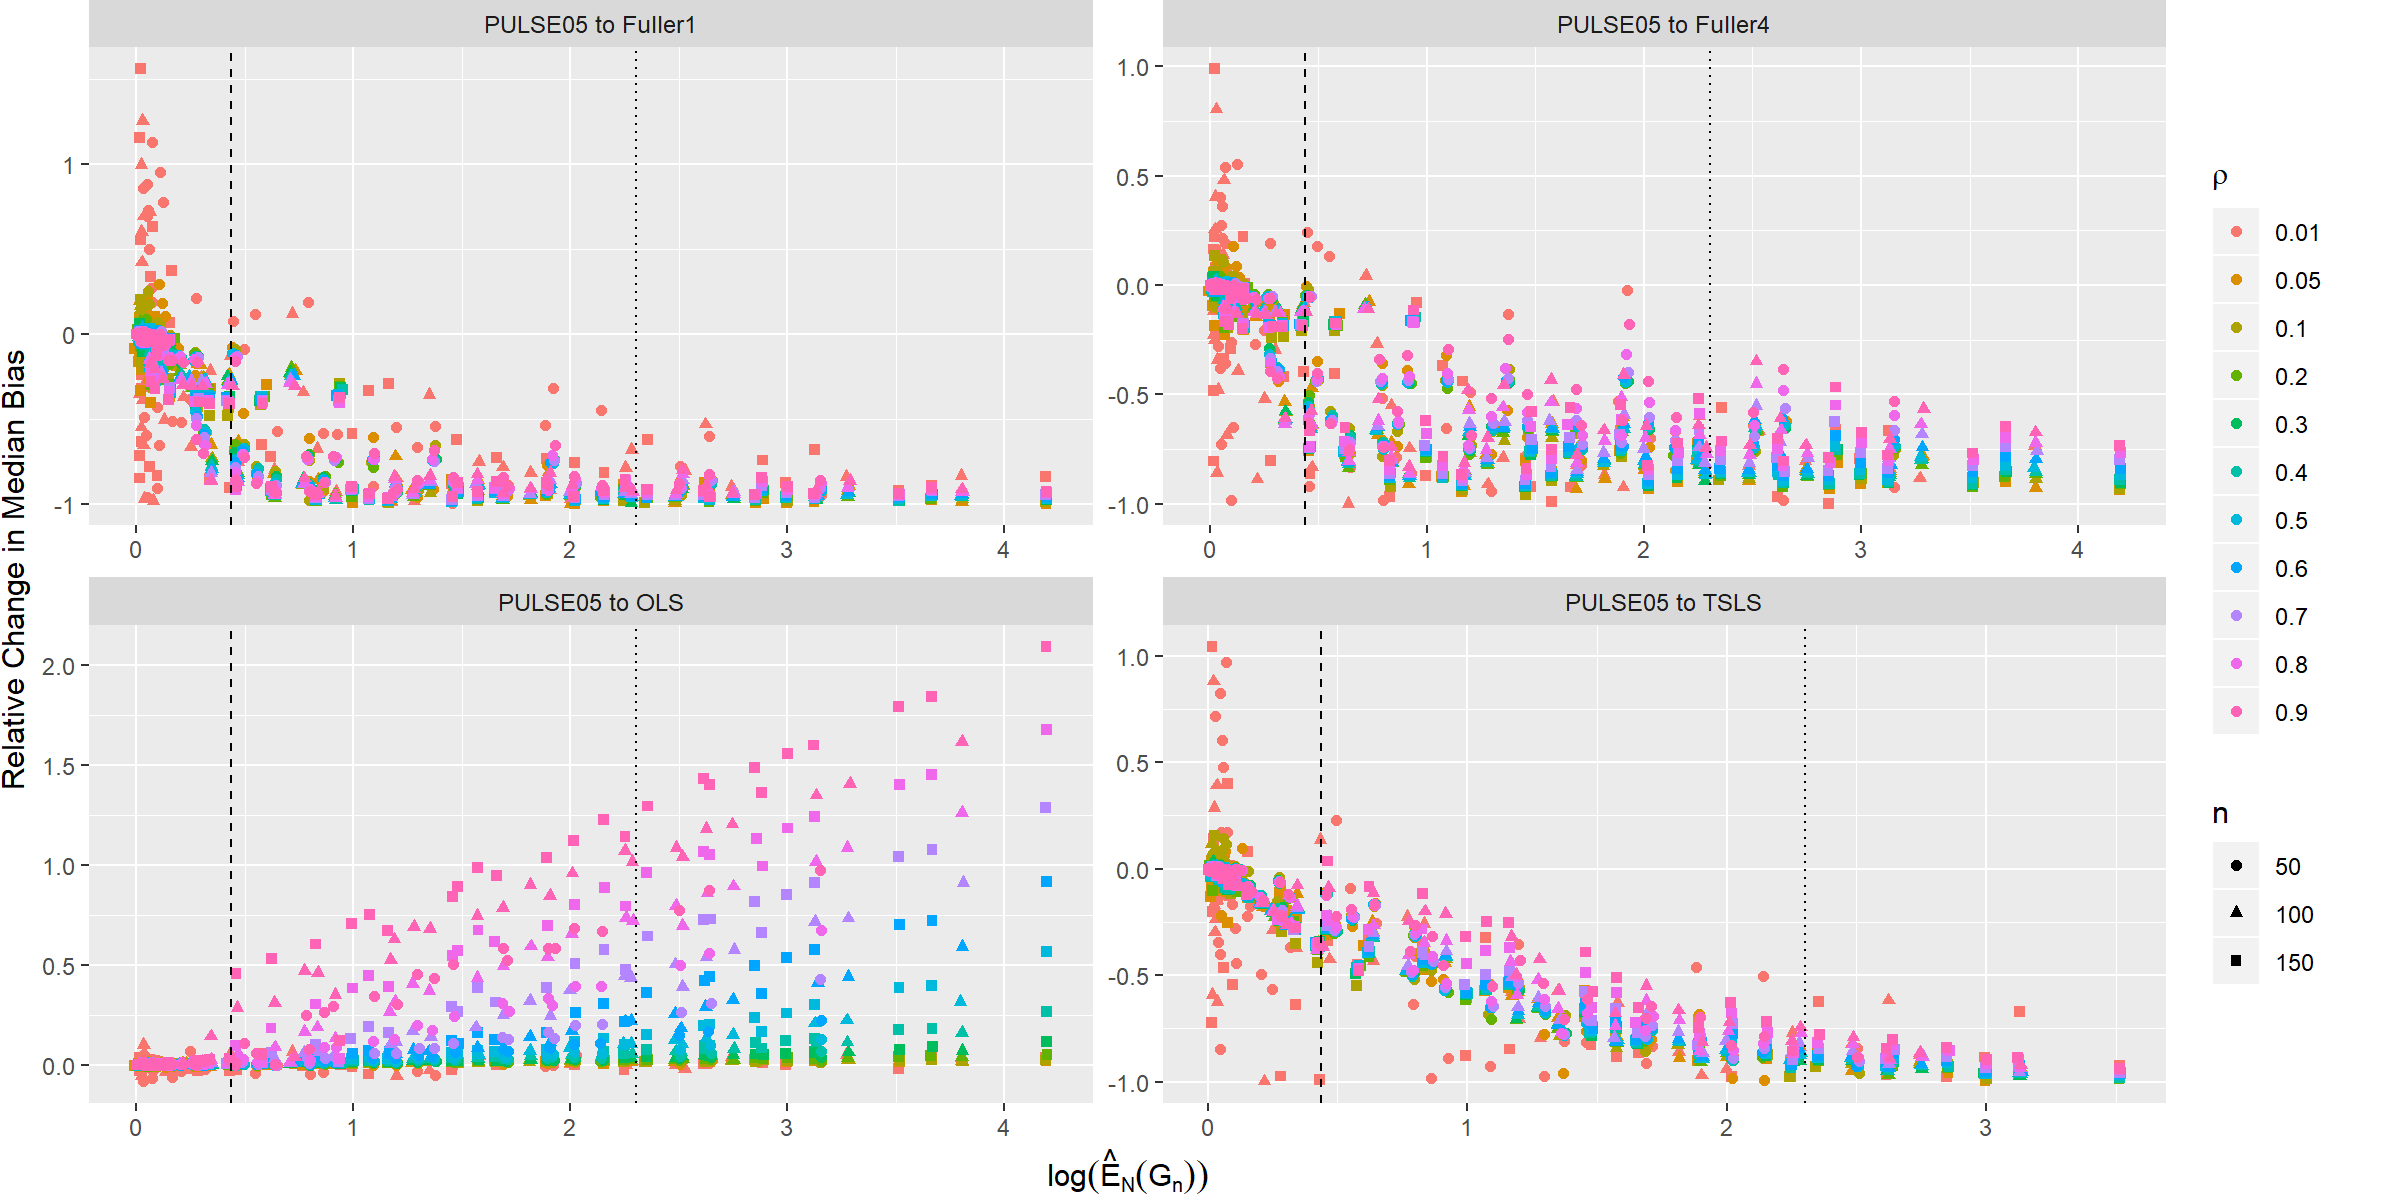 PULSE05 to Fuller1
PULSE05 to Fuller4
1
0
-1
0 1 2 3 4
1.0
0.5
0.0
-0.5
-1.0
0 1 2 3 4
PULSE05 to OLS
PULSE05 to TSLS
2.0
1.5
1.0
0.5
0.0
0 1 2 3 4
1.0
0.5
0.0
-0.5
-1.0
0 1 2 3
Relative Change in Median Bias
log(Ê_N(G_n))
ρ
0.01
0.05
0.1
0.2
0.3
0.4
0.5
0.6
0.7
0.8
0.9
n
50
100
150